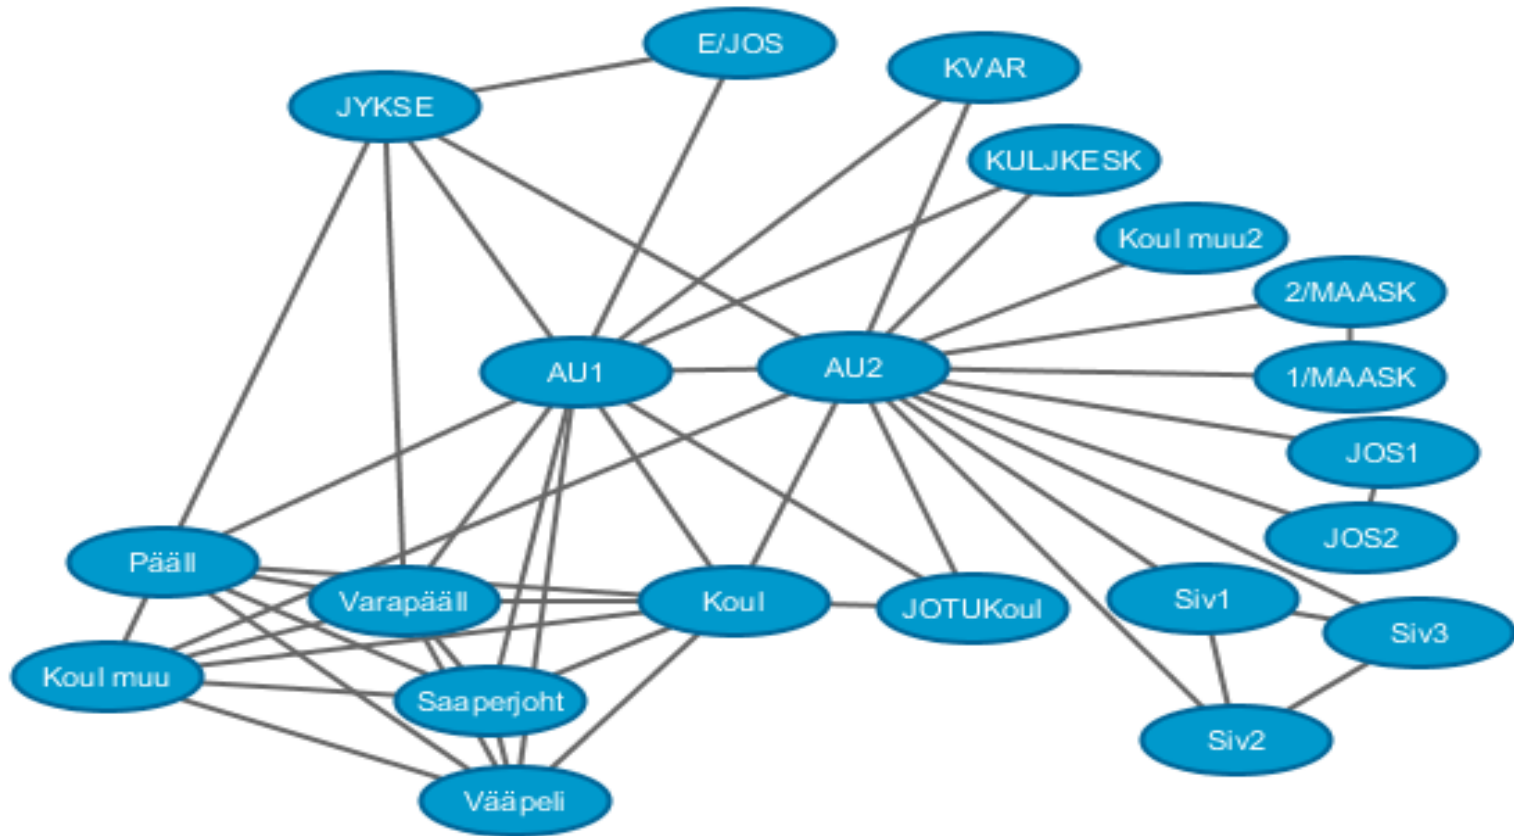 E/JOS
KVAR
JYKSE
KULJKESK
Koul muu2
2/MAASK
AU1
AU2
1/MAASK
JOS1
JOS2
Pääll
Varapääll
Koul
JOTUKoul
Siv1
Siv3
Koul muu
Saaperjoht
Siv2
Vääpeli